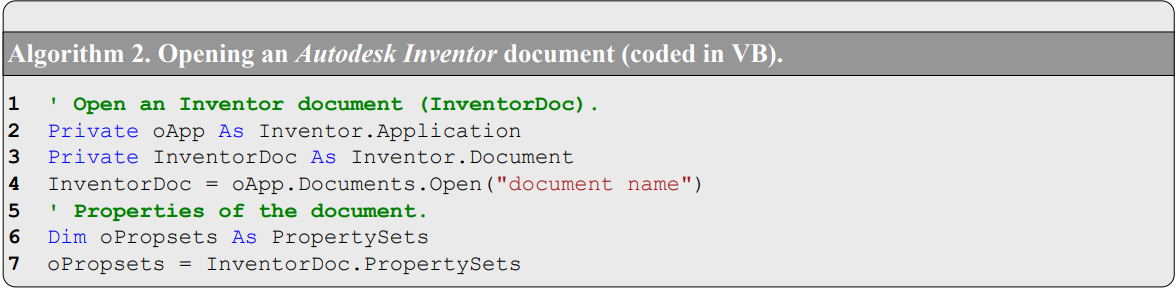 Algorithm 2. Opening an Autodesk Inventor document (coded in VB).
1 ' Open an Inventor document (InventorDoc).
2 Private oApp As Inventor.Application
3 Private InventorDoc As Inventor.Document
4 InventorDoc = oApp.Documents.Open("document name")
5 ' Properties of the document.
6 Dim oPropsets As PropertySets
7 oPropsets = InventorDoc.PropertySets